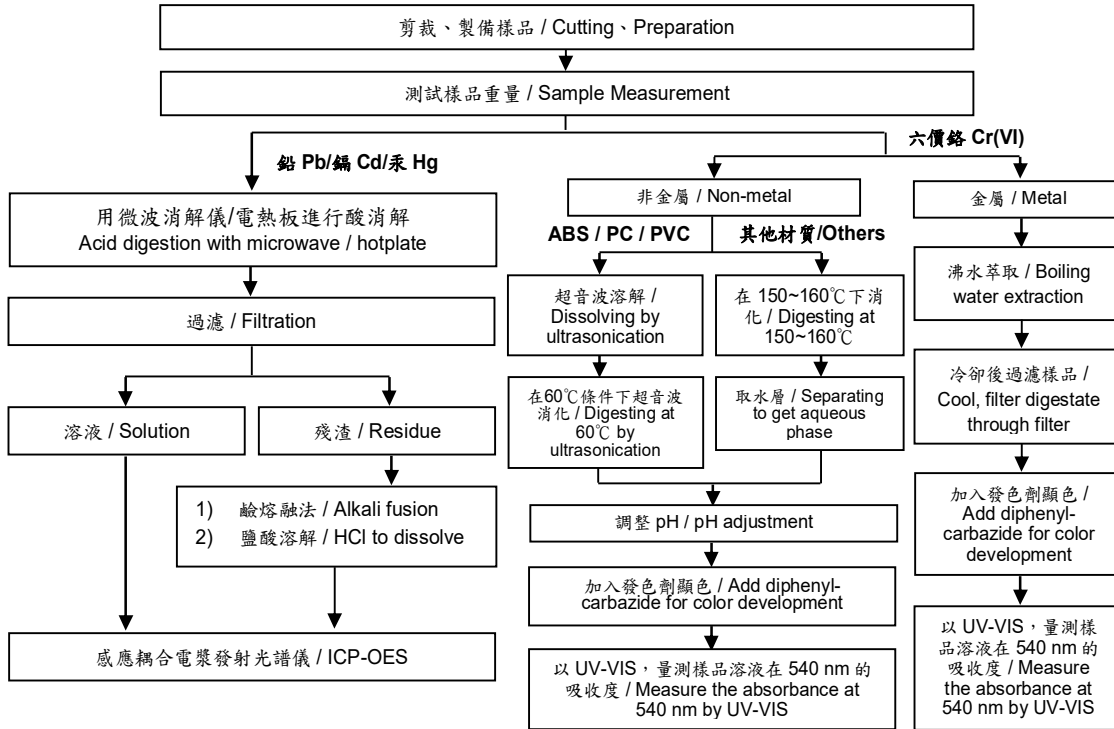 剪裁、製備樣品 / Cutting、Preparation
測試樣品重量 / Sample Measurement
鉛 Pb/鎘 Cd/汞 Hg
六價鉻 Cr(VI)
用微波消解儀/電熱板進行酸消解
Acid digestion with microwave / hotplate
過濾 / Filtration
溶液 / Solution
殘渣 / Residue
1) 鹼熔融法 / Alkali fusion
2) 鹽酸溶解 / HCl to dissolve
感應耦合電漿發射光譜儀 / ICP-OES
非金屬 / Non-metal
ABS / PC / PVC
其他材質/Others
超音波溶解 /
Dissolving by
ultrasonication
在 150~160℃下消
化 / Digesting at
150~160℃
在60℃條件下超音波
消化 / Digesting at
60℃ by
ultrasonication
取水層 / Separating
to get aqueous
phase
調整 pH / pH adjustment
加入發色劑顯色 / Add diphenyl-
carbazide for color development
以 UV-VIS，量測樣品溶液在 540 nm 的
吸收度 / Measure the absorbance at
540 nm by UV-VIS
金屬 / Metal
沸水萃取 / Boiling
water extraction
冷卻後過濾樣品 /
Cool, filter digestate
through filter
加入發色劑顯色 /
Add diphenyl-
carbazide for color
development
以 UV-VIS，量測樣
品溶液在 540 nm 的
吸收度 / Measure
the absorbance at
540 nm by UV-VIS